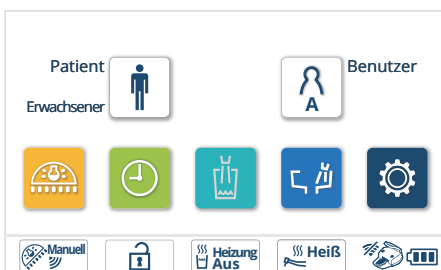 Patient
Benutzer
Erwachsener
A
Manuell
Heizung
Aus
Heiß